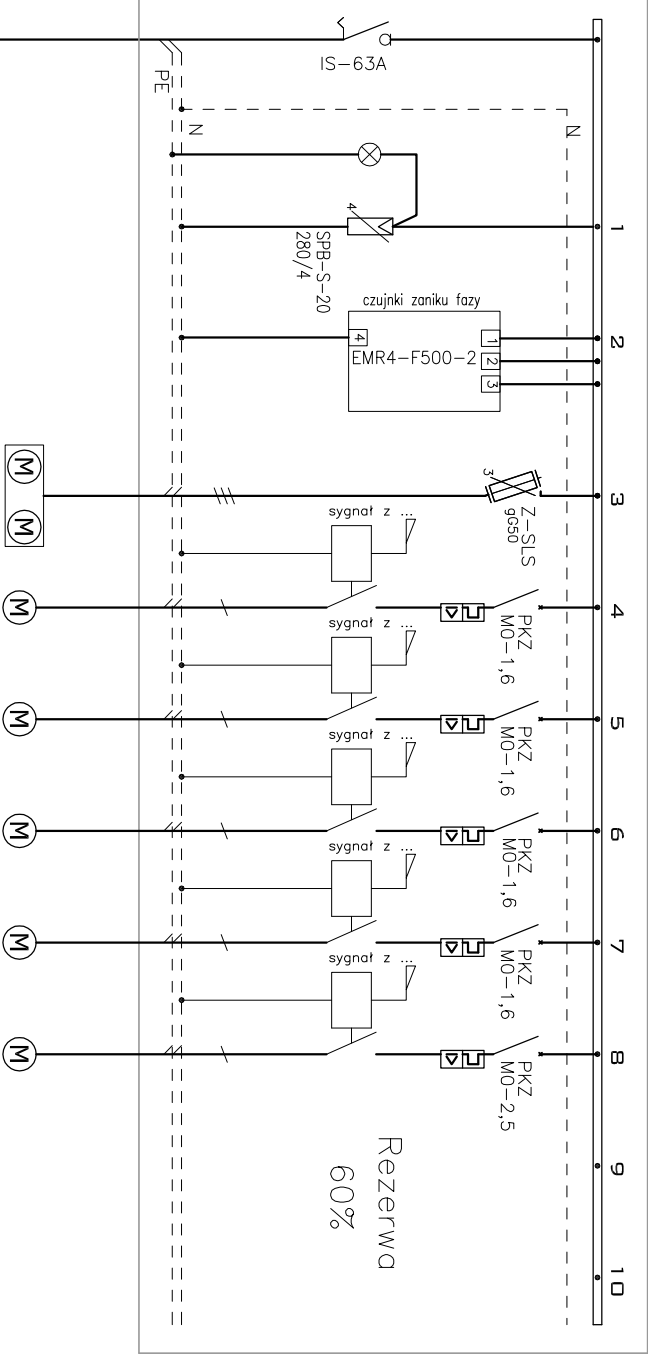 IS-63A
PE
N
N
4
SPB-S-20
280/4
1
czujnki zaniku fazy
4
EMR4-F500-2
1
2
3
2
M
M
3
Z-SLS
gG50
3
sygnał z ...
M
PKZ
M0-1,6
4
sygnał z ...
M
PKZ
M0-1,6
5
sygnał z ...
M
PKZ
M0-1,6
6
sygnał z ...
M
PKZ
M0-1,6
7
sygnał z ...
M
PKZ
M0-2,5
8
Rezerwa
60%
9
10